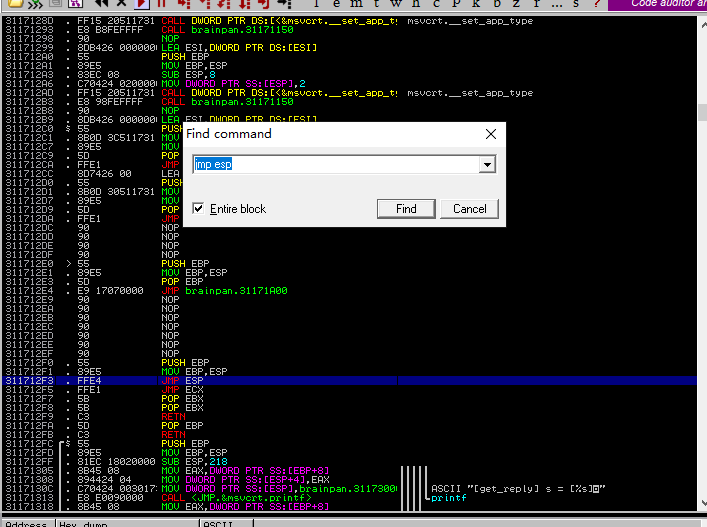 l e m t w h c P k b z r ... s ? Code auditor ar
3117128D . FF15 20511731 CALL DWORD PTR DS:[<&msvcrt.__set_app_ty msvcrt.__set_app_type
31171293 . E8 B8FEFFFF CALL brainpan.31171150
31171298 . 90 NOP
31171299 . 8DB426 000000 LEA ESI,DWORD PTR DS:[ESI]
311712A0 . 55 PUSH EBP
311712A1 . 89E5 MOV EBP,ESP
311712A3 . 83EC 08 SUB ESP,8
311712A6 . C70424 020000 MOV DWORD PTR SS:[ESP],2
311712AD . FF15 20511731 CALL DWORD PTR DS:[<&msvcrt.__set_app_ty msvcrt.__set_app_type
311712B3 . E8 98FEFFFF CALL brainpan.31171150
311712B8 . 90 NOP
311712B9 . 8DB426 000000 LEA ESI,DWORD PTR DS:[ESI]
311712C0 $ 55 PUSH
311712C1 . 8B0D 3C511731 MOV
311712C7 . 89E5 MOV
311712C9 . 5D POP
311712CA . FFE1 JMP
311712CC 8D7426 00 LEA
311712D0 . 55 PUSH
311712D1 . 8B0D 30511731 MOV
311712D7 . 89E5 MOV
311712D9 . 5D POP
311712DA . FFE1 JMP
311712DC 90 NOP
311712DD 90 NOP
311712DE 90 NOP
311712DF 90 NOP
311712E0 > 55 PUSH EBP
311712E1 . 89E5 MOV EBP,ESP
311712E3 . 5D POP EBP
311712E4 . E9 17070000 JMP brainpan.31171A00
311712E9 90 NOP
311712EA 90 NOP
311712EB 90 NOP
311712EC 90 NOP
311712ED 90 NOP
311712EE 90 NOP
311712EF 90 NOP
311712F0 . 55 PUSH EBP
311712F1 . 89E5 MOV EBP,ESP
311712F3 . FFE4 JMP ESP
311712F5 . FFE1 JMP ECX
311712F7 . 5B POP EBX
311712F8 . 5B POP EBX
311712F9 . C3 RETN
311712FA . 5D POP EBP
311712FB . C3 RETN
311712FC $ 55 PUSH EBP
311712FD . 89E5 MOV EBP,ESP
311712FF . 81EC 18020000 SUB ESP,218
31171305 . 8B45 08 MOV EAX,DWORD PTR SS:[EBP+8]
31171308 . 894424 04 MOV DWORD PTR SS:[ESP+4],EAX
3117130C . C70424 003017 MOV DWORD PTR SS:[ESP],brainpan.3117300 ASCII "[get_reply] s = [%s]
31171313 . E8 E0090000 CALL <JMP.&msvcrt.printf> printf
31171318 . 8B45 08 MOV EAX,DWORD PTR SS:[EBP+8]
Find command
jmp esp
Entire block
Find
Cancel
Address Hex dump ASCII